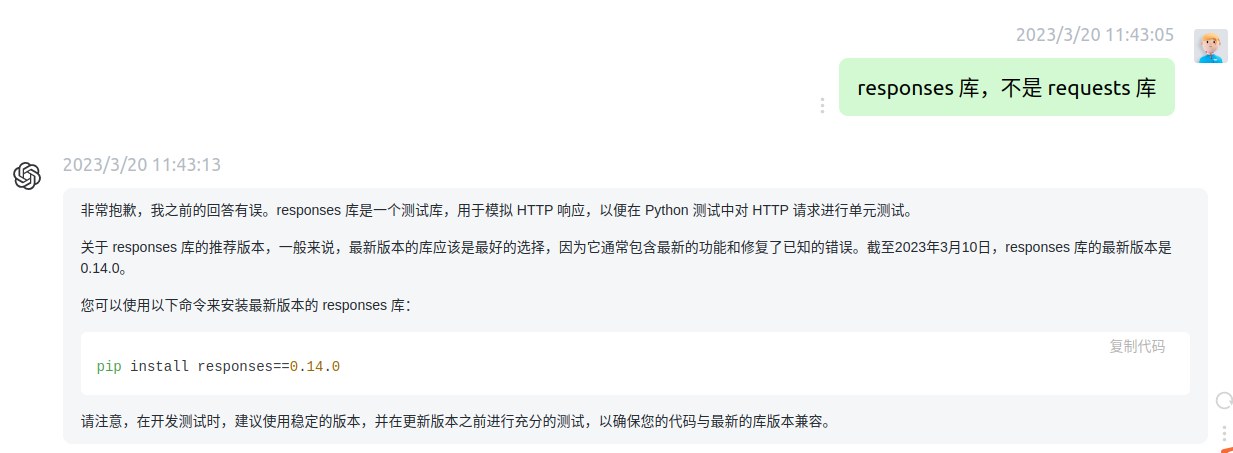 2023/3/20 11:43:05
responses 库，不是 requests 库
2023/3/20 11:43:13
非常抱歉，我之前的回答有误。responses 库是一个测试库，用于模拟 HTTP 响应，以便在 Python 测试中对 HTTP 请求进行单元测试。
关于 responses 库的推荐版本，一般来说，最新版本的库应该是最好的选择，因为它通常包含最新的功能和修复了已知的错误。截至2023年3月10日，responses 库的最新版本是
0.14.0。
您可以使用以下命令来安装最新版本的 responses 库：
复制代码
pip install responses==0.14.0
请注意，在开发测试时，建议使用稳定的版本，并在更新版本之前进行充分的测试，以确保您的代码与最新的库版本兼容。